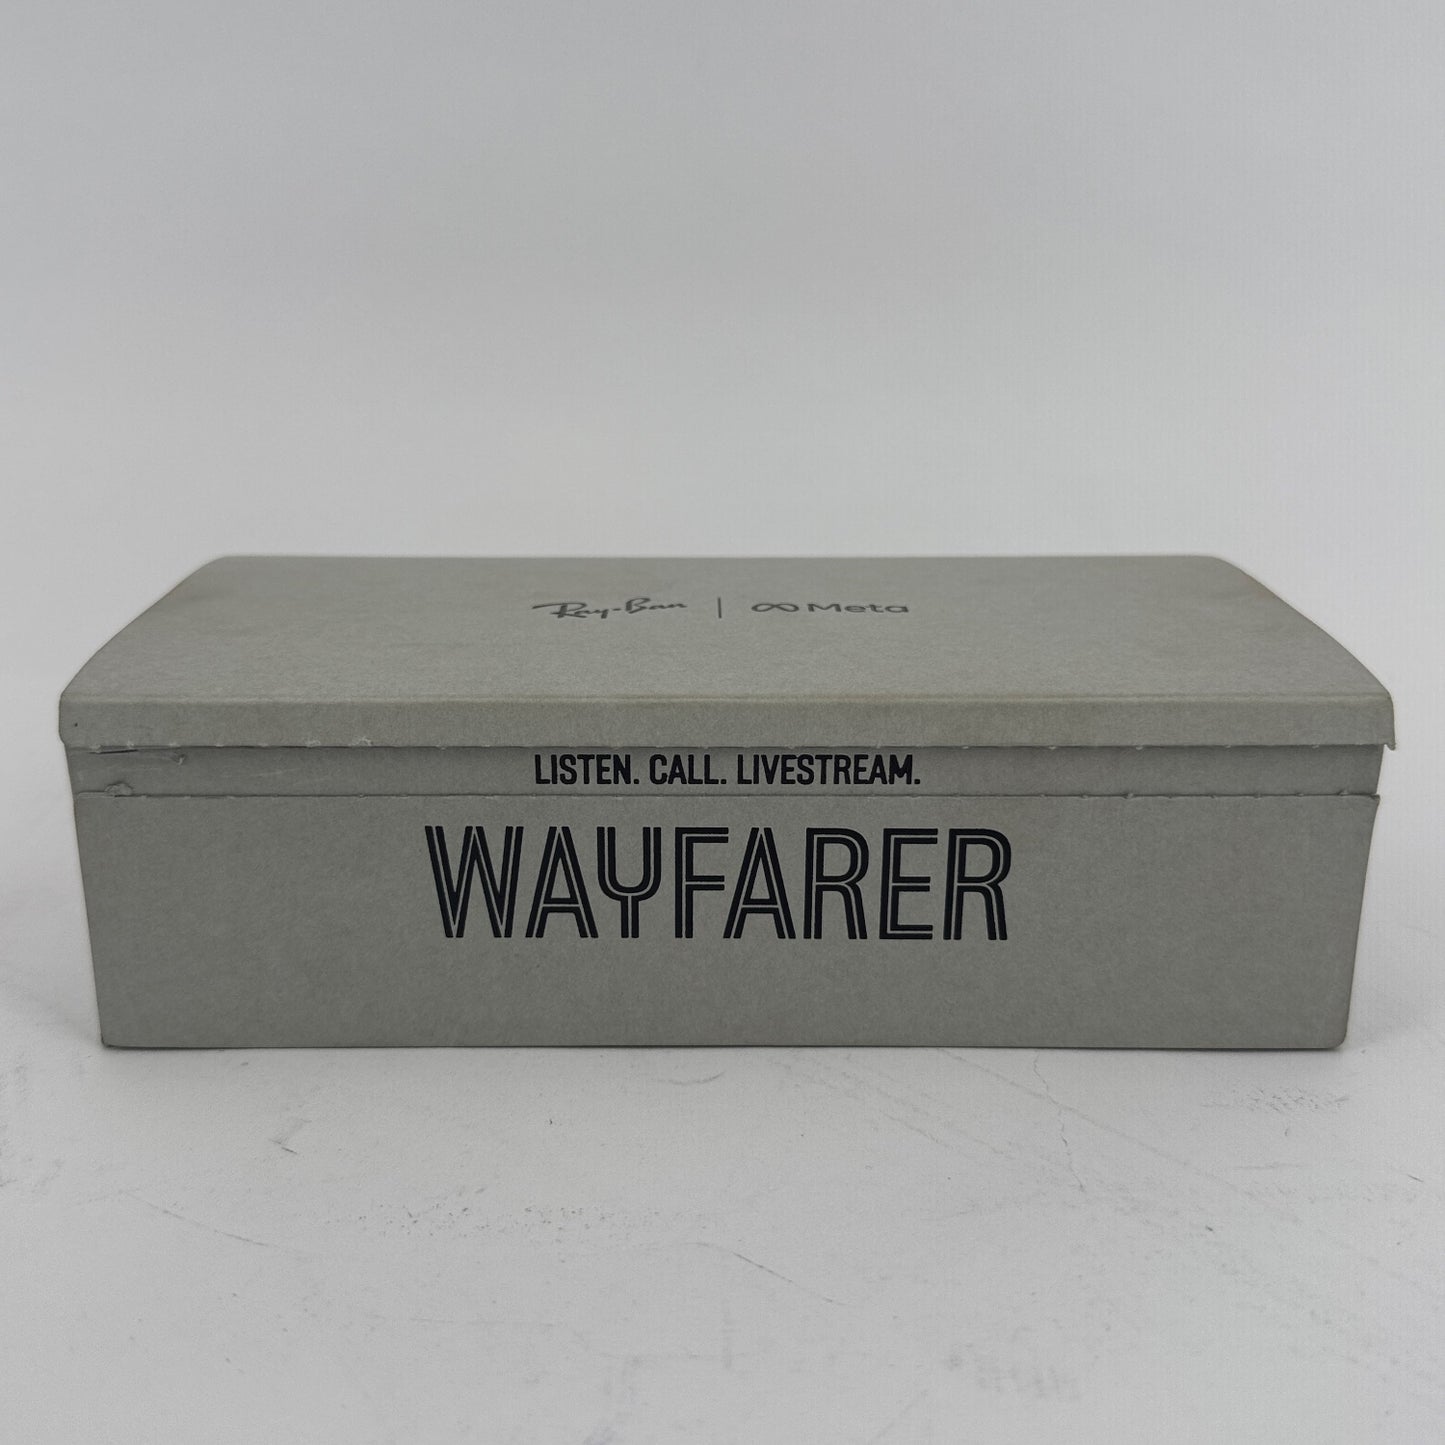 Ray-Ban | Meta
LISTEN. CALL. LIVESTREAM.
WAYFARER